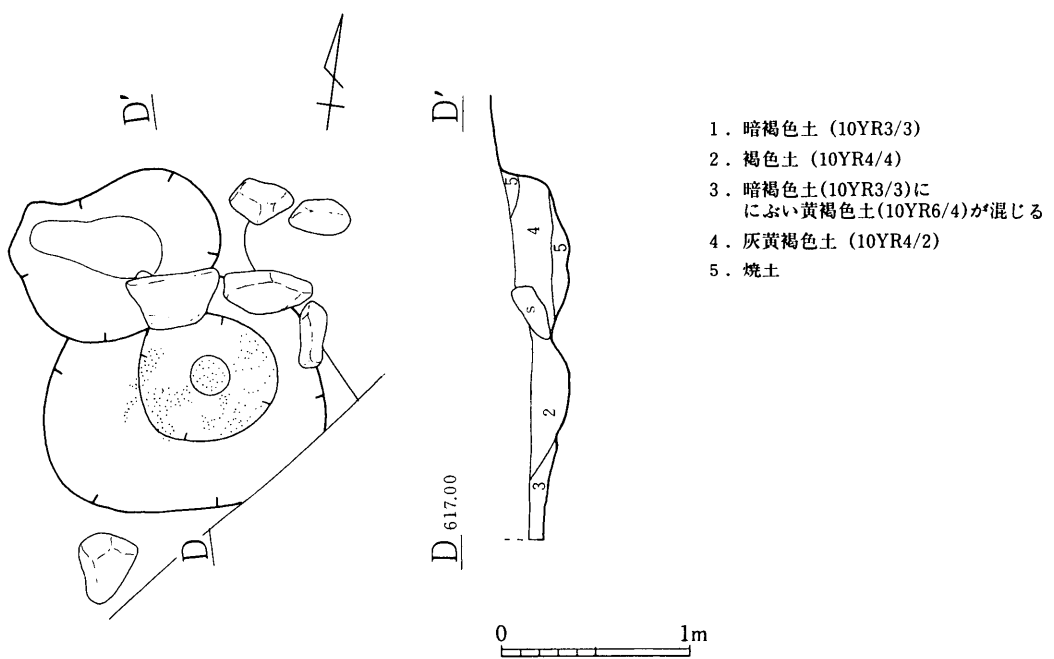 D'
D'
1. 暗褐色土 (10YR3/3)
2. 褐色土 (10YR4/4)
3. 暗褐色土(10YR3/3)に
にぶい黄褐色土(10YR6/4)が混じる
4. 灰黄褐色土 (10YR4/2)
5. 焼土
5
4
5
s
2
3
D
D 617.00
0 1m